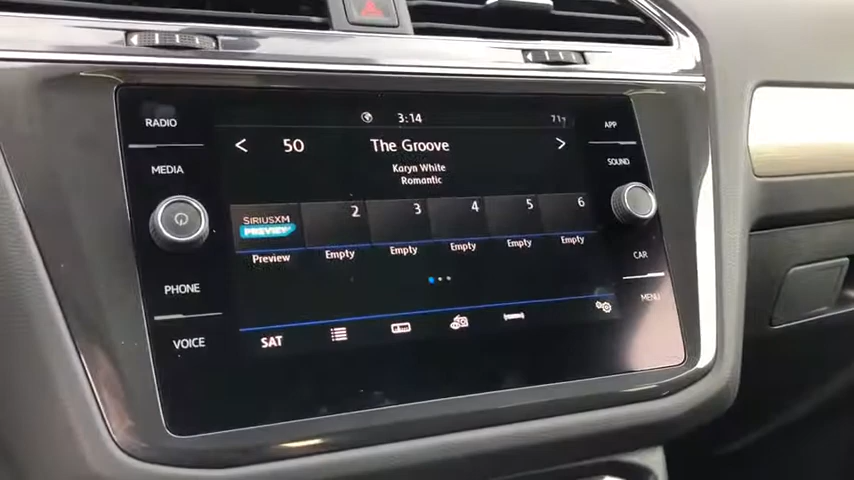 3:14
71°F
RADIO
APP
50
The Groove
Karyn White
Romantic
MEDIA
SOUND
SIRIUSXM
PREVIEW
2
3
4
5
6
Preview
Empty
Empty
Empty
Empty
Empty
PHONE
CAR
MENU
VOICE
SAT